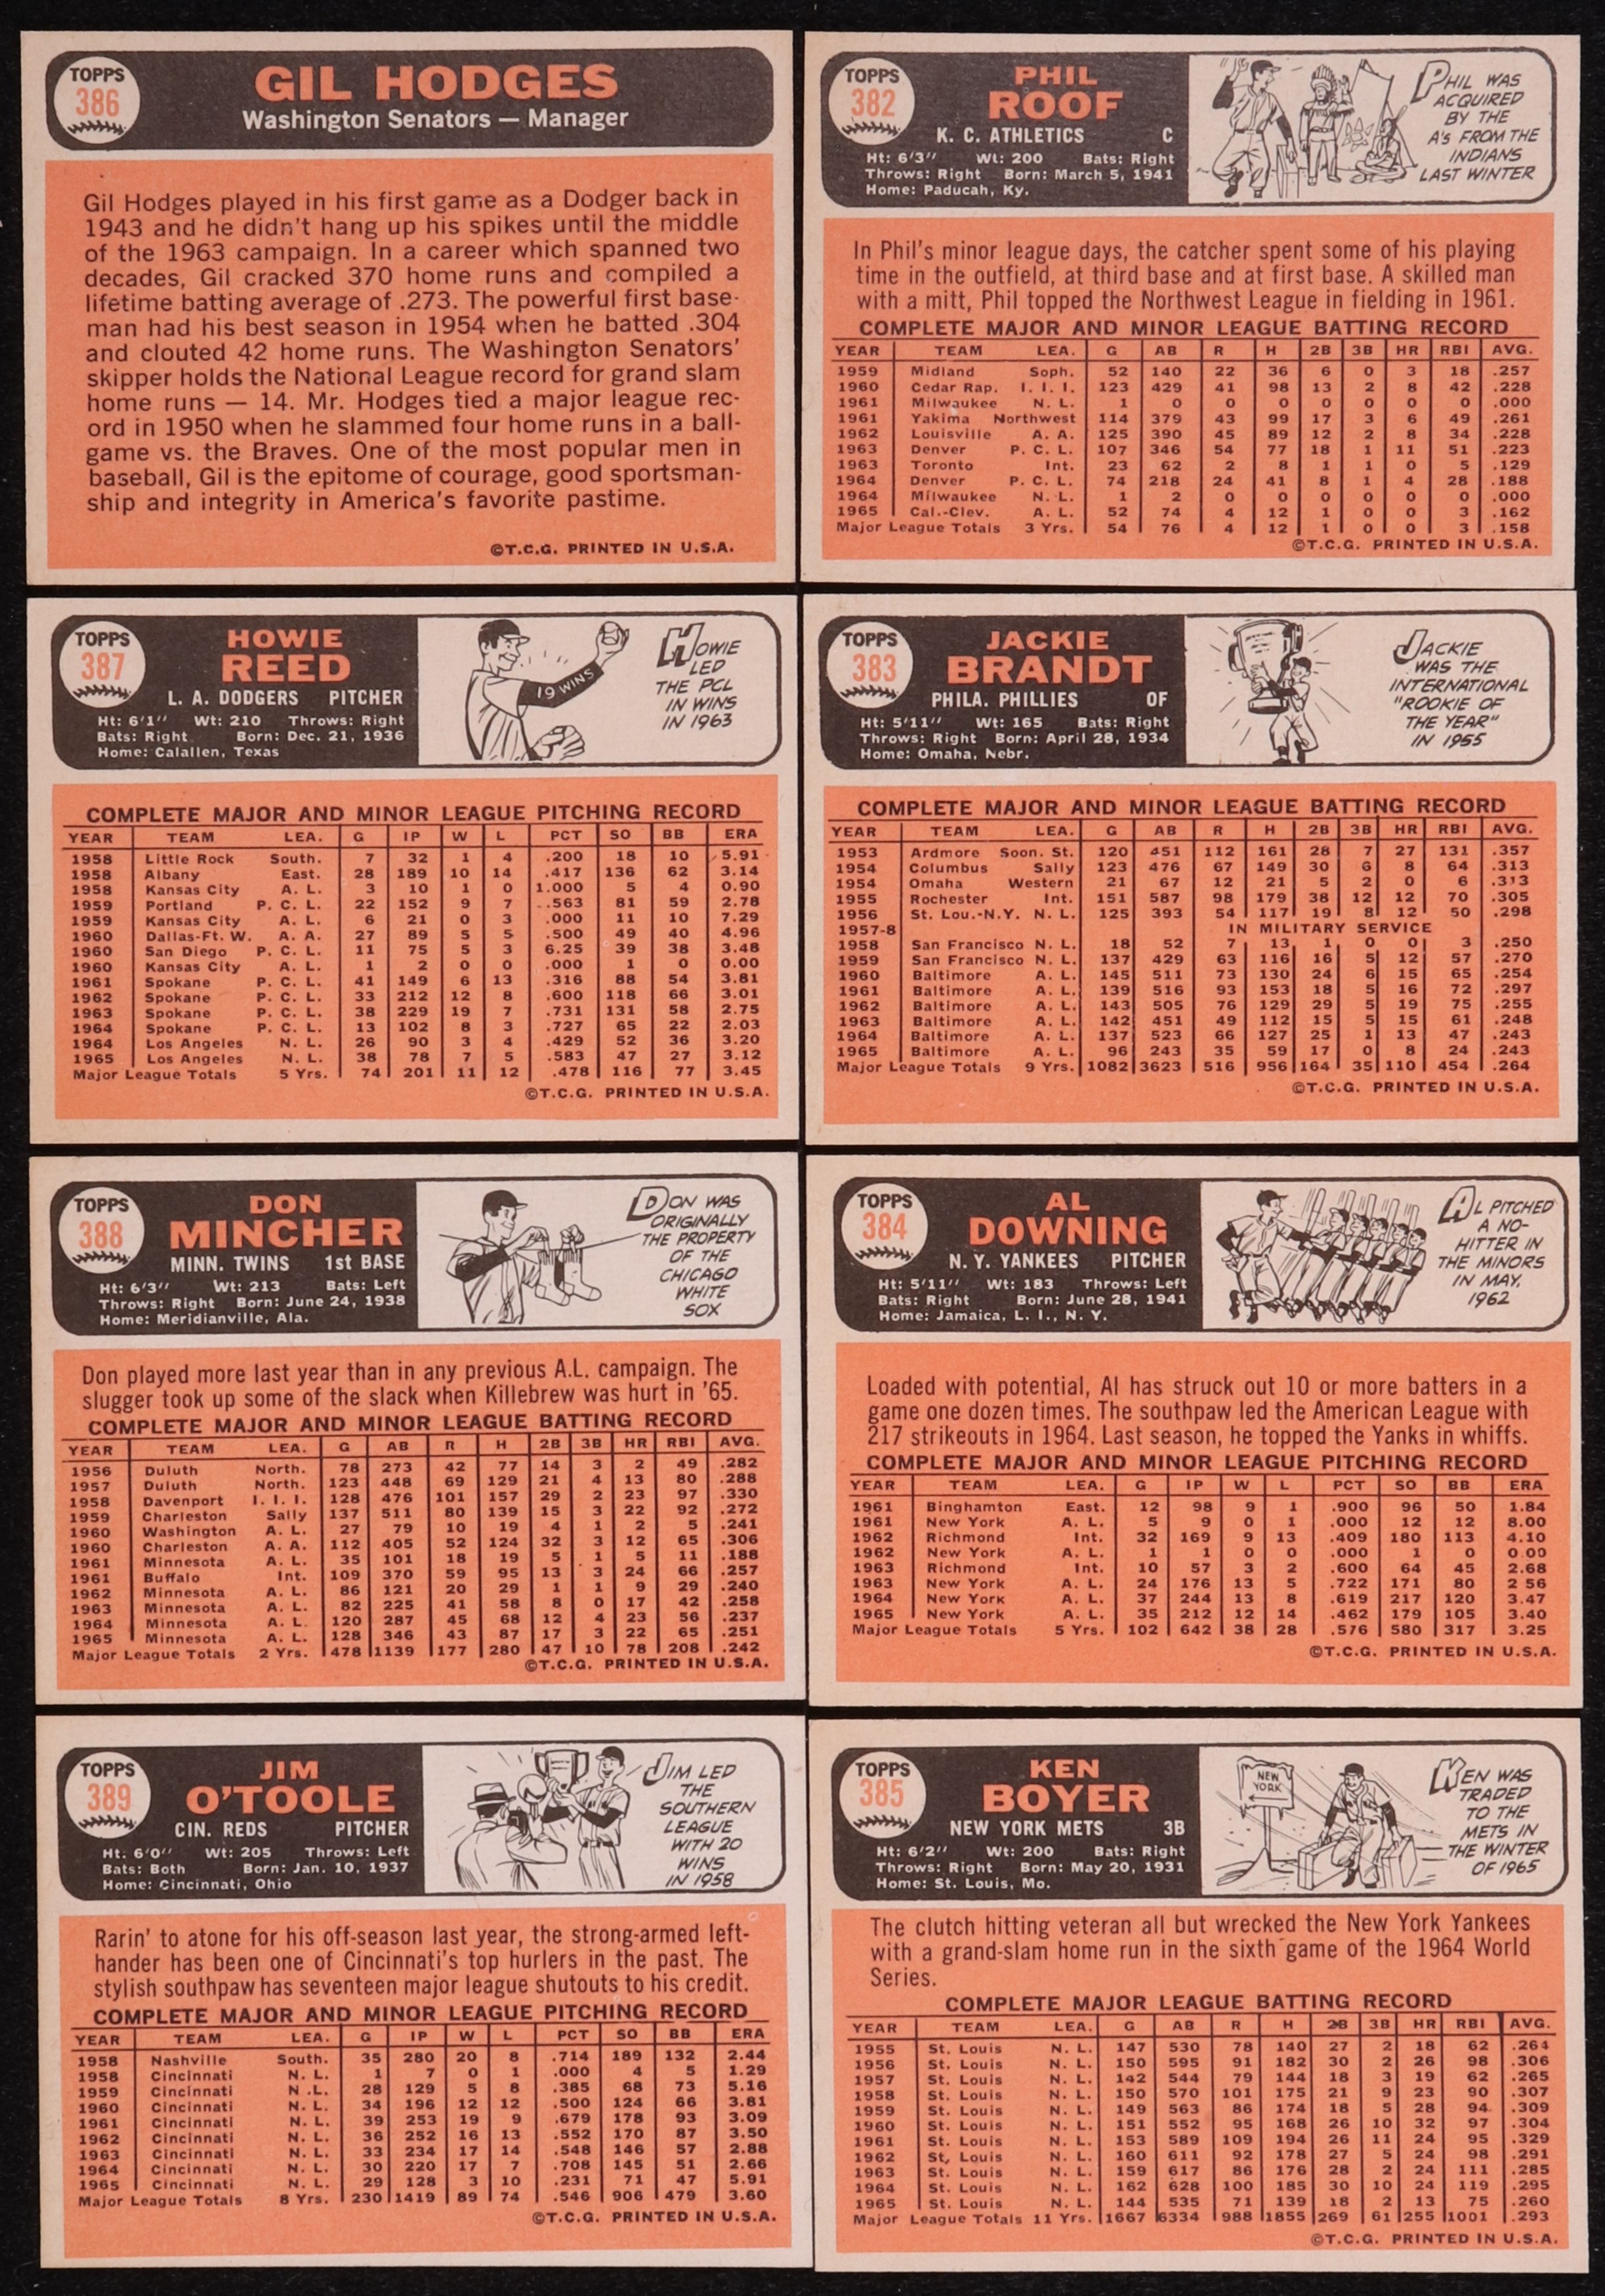 TOPPS
386
GIL HODGES
Washington Senators — Manager
Gil Hodges played in his first game as a Dodger back in
1943 and he didn't hang up his spikes until the middle
of the 1963 campaign. In a career which spanned two
decades, Gil cracked 370 home runs and compiled a
lifetime batting average of .273. The powerful first base-
man had his best season in 1954 when he batted .304
and clouted 42 home runs. The Washington Senators'
skipper holds the National League record for grand slam
home runs — 14. Mr. Hodges tied a major league rec-
ord in 1950 when he slammed four home runs in a ball-
game vs. the Braves. One of the most popular men in
baseball, Gil is the epitome of courage, good sportsman-
ship and integrity in America's favorite pastime.
©T.C.G. PRINTED IN U.S.A.
TOPPS
382
PHIL
ROOF
K. C. ATHLETICS C
Ht: 6'3" Wt: 200 Bats: Right
Throws: Right Born: March 5, 1941
Home: Paducah, Ky.
PHIL WAS
ACQUIRED
BY THE
A'S FROM THE
INDIANS
LAST WINTER
In Phil's minor league days, the catcher spent some of his playing
time in the outfield, at third base and at first base. A skilled man
with a mitt, Phil topped the Northwest League in fielding in 1961.
COMPLETE MAJOR AND MINOR LEAGUE BATTING RECORD
YEAR TEAM LEA. G AB R H 2B 3B HR RBI AVG.
1959 Midland Soph. 52 140 22 36 6 0 3 18 .257
1960 Cedar Rap. I. I. I. 123 429 41 98 13 2 8 42 .228
1961 Milwaukee N. L. 1 0 0 0 0 0 0 0 .000
1961 Yakima Northwest 114 379 43 99 17 3 6 49 .261
1962 Louisville A. A. 125 390 45 89 12 2 8 34 .228
1963 Denver P. C. L. 107 346 54 77 18 1 11 51 .223
1963 Toronto Int. 23 62 2 8 1 1 0 5 .129
1964 Denver P. C. L. 74 218 24 41 8 1 4 28 .188
1964 Milwaukee N. L. 1 2 0 0 0 0 0 0 .000
1965 Cal.-Clev. A. L. 52 74 4 12 1 0 0 3 .162
Major League Totals 3 Yrs. 54 76 4 12 1 0 0 3 .158
©T.C.G. PRINTED IN U.S.A.
TOPPS
387
HOWIE
REED
L. A. DODGERS PITCHER
Ht: 6'1" Wt: 210 Throws: Right
Bats: Right Born: Dec. 21, 1936
Home: Calallen, Texas
19 WINS
HOWIE
LED
THE PCL
IN WINS
IN 1963
COMPLETE MAJOR AND MINOR LEAGUE PITCHING RECORD
YEAR TEAM LEA. G IP W L PCT SO BB ERA
1958 Little Rock South. 7 32 1 4 .200 18 10 5.91
1958 Albany East. 28 189 10 14 .417 136 62 3.14
1958 Kansas City A. L. 3 10 1 0 1.000 5 4 0.90
1959 Portland P. C. L. 22 152 9 7 .563 81 59 2.78
1959 Kansas City A. L. 6 21 0 3 .000 11 10 7.29
1960 Dallas-Ft. W. A. A. 27 89 5 5 .500 49 40 4.96
1960 San Diego P. C. L. 11 75 5 3 6.25 39 38 3.48
1960 Kansas City A. L. 1 2 0 0 .000 1 0 0.00
1961 Spokane P. C. L. 41 149 6 13 .316 88 54 3.81
1962 Spokane P. C. L. 33 212 12 8 .600 118 66 3.01
1963 Spokane P. C. L. 38 229 19 7 .731 131 58 2.75
1964 Spokane P. C. L. 13 102 8 3 .727 65 22 2.03
1964 Los Angeles N. L. 26 90 3 4 .429 52 36 3.20
1965 Los Angeles N. L. 38 78 7 5 .583 47 27 3.12
Major League Totals 5 Yrs. 74 201 11 12 .478 116 77 3.45
©T.C.G. PRINTED IN U.S.A.
TOPPS
383
JACKIE
BRANDT
PHILA. PHILLIES OF
Ht: 5'11" Wt: 165 Bats: Right
Throws: Right Born: April 28, 1934
Home: Omaha, Nebr.
JACKIE
WAS THE
INTERNATIONAL
"ROOKIE OF
THE YEAR"
IN 1955
COMPLETE MAJOR AND MINOR LEAGUE BATTING RECORD
YEAR TEAM LEA. G AB R H 2B 3B HR RBI AVG.
1953 Ardmore Soon. St. 120 451 112 161 28 7 27 131 .357
1954 Columbus Sally 123 476 67 149 30 6 8 64 .313
1954 Omaha Western 21 67 12 21 5 2 0 6 .313
1955 Rochester Int. 151 587 98 179 38 12 12 70 .305
1956 St. Lou.-N.Y. N. L. 125 393 54 117 19 8 12 50 .298
1957-8 IN MILITARY SERVICE
1958 San Francisco N. L. 18 52 7 13 1 0 0 3 .250
1959 San Francisco N. L. 137 429 63 116 16 5 12 57 .270
1960 Baltimore A. L. 145 511 73 130 24 6 15 65 .254
1961 Baltimore A. L. 139 516 93 153 18 5 16 72 .297
1962 Baltimore A. L. 143 505 76 129 29 5 19 75 .255
1963 Baltimore A. L. 142 451 49 112 15 5 15 61 .248
1964 Baltimore A. L. 137 523 66 127 25 1 13 47 .243
1965 Baltimore A. L. 96 243 35 59 17 0 8 24 .243
Major League Totals 9 Yrs. 1082 3623 516 956 164 35 110 454 .264
©T.C.G. PRINTED IN U.S.A.
TOPPS
388
DON
MINCHER
MINN. TWINS 1st BASE
Ht: 6'3" Wt: 213 Bats: Left
Throws: Right Born: June 24, 1938
Home: Meridianville, Ala.
DON WAS
ORIGINALLY
THE PROPERTY
OF THE
CHICAGO
WHITE
SOX
Don played more last year than in any previous A.L. campaign. The
slugger took up some of the slack when Killebrew was hurt in '65.
COMPLETE MAJOR AND MINOR LEAGUE BATTING RECORD
YEAR TEAM LEA. G AB R H 2B 3B HR RBI AVG.
1956 Duluth North. 78 273 42 77 14 3 2 49 .282
1957 Duluth North. 123 448 69 129 21 4 13 80 .288
1958 Davenport I. I. I. 128 476 101 157 29 2 23 97 .330
1959 Charleston Sally 137 511 80 139 15 3 22 92 .272
1960 Washington A. L. 27 79 10 19 4 1 2 5 .241
1960 Charleston A. A. 112 405 52 124 32 3 12 65 .306
1961 Minnesota A. L. 35 101 18 19 5 1 5 11 .188
1961 Buffalo Int. 109 370 59 95 13 3 24 66 .257
1962 Minnesota A. L. 86 121 20 29 1 1 9 29 .240
1963 Minnesota A. L. 82 225 41 58 8 0 17 42 .258
1964 Minnesota A. L. 120 287 45 68 12 4 23 56 .237
1965 Minnesota A. L. 128 346 43 87 17 3 22 65 .251
Major League Totals 2 Yrs. 478 1139 177 280 47 10 78 208 .242
©T.C.G. PRINTED IN U.S.A.
TOPPS
384
AL
DOWNING
N. Y. YANKEES PITCHER
Ht: 5'11" Wt: 183 Throws: Left
Bats: Right Born: June 28, 1941
Home: Jamaica, L. I., N. Y.
AL PITCHED
A NO-
HITTER IN
THE MINORS
IN MAY,
1962
Loaded with potential, Al has struck out 10 or more batters in a
game one dozen times. The southpaw led the American League with
217 strikeouts in 1964. Last season, he topped the Yanks in whiffs.
COMPLETE MAJOR AND MINOR LEAGUE PITCHING RECORD
YEAR TEAM LEA. G IP W L PCT SO BB ERA
1961 Binghamton East. 12 98 9 1 .900 96 50 1.84
1961 New York A. L. 5 9 0 1 .000 12 12 8.00
1962 Richmond Int. 32 169 9 13 .409 180 113 4.10
1962 New York A. L. 1 1 0 0 .000 1 0 0.00
1963 Richmond Int. 10 57 3 2 .600 64 45 2.68
1963 New York A. L. 24 176 13 5 .722 171 80 2 56
1964 New York A. L. 37 244 13 8 .619 217 120 3.47
1965 New York A. L. 35 212 12 14 .462 179 105 3.40
Major League Totals 5 Yrs. 102 642 38 28 .576 580 317 3.25
©T.C.G. PRINTED IN U.S.A.
TOPPS
389
JIM
O'TOOLE
CIN. REDS PITCHER
Ht: 6'0" Wt: 205 Throws: Left
Bats: Both Born: Jan. 10, 1937
Home: Cincinnati, Ohio
JIM LED
THE
SOUTHERN
LEAGUE
WITH 20
WINS
IN 1958
Rarin' to atone for his off-season last year, the strong-armed left-
hander has been one of Cincinnati's top hurlers in the past. The
stylish southpaw has seventeen major league shutouts to his credit.
COMPLETE MAJOR AND MINOR LEAGUE PITCHING RECORD
YEAR TEAM LEA. G IP W L PCT SO BB ERA
1958 Nashville South. 35 280 20 8 .714 189 132 2.44
1958 Cincinnati N. L. 1 7 0 1 .000 4 5 1.29
1959 Cincinnati N .L. 28 129 5 8 .385 68 73 5.16
1960 Cincinnati N. L. 34 196 12 12 .500 124 66 3.81
1961 Cincinnati N. L. 39 253 19 9 .679 178 93 3.09
1962 Cincinnati N. L. 36 252 16 13 .552 170 87 3.50
1963 Cincinnati N. L. 33 234 17 14 .548 146 57 2.88
1964 Cincinnati N. L. 30 220 17 7 .708 145 51 2.66
1965 Cincinnati N. L. 29 128 3 10 .231 71 47 5.91
Major League Totals 8 Yrs. 230 1419 89 74 .546 906 479 3.60
©T.C.G. PRINTED IN U.S.A.
TOPPS
385
KEN
BOYER
NEW YORK METS 3B
Ht: 6'2" Wt: 200 Bats: Right
Throws: Right Born: May 20, 1931
Home: St. Louis, Mo.
NEW
YORK
KEN WAS
TRADED
TO THE
METS IN
THE WINTER
OF 1965
The clutch hitting veteran all but wrecked the New York Yankees
with a grand-slam home run in the sixth game of the 1964 World
Series.
COMPLETE MAJOR LEAGUE BATTING RECORD
YEAR TEAM LEA. G AB R H 2B 3B HR RBI AVG.
1955 St. Louis N. L. 147 530 78 140 27 2 18 62 .264
1956 St. Louis N. L. 150 595 91 182 30 2 26 98 .306
1957 St. Louis N. L. 142 544 79 144 18 3 19 62 .265
1958 St. Louis N. L. 150 570 101 175 21 9 23 90 .307
1959 St. Louis N. L. 149 563 86 174 18 5 28 94 .309
1960 St. Louis N. L. 151 552 95 168 26 10 32 97 .304
1961 St. Louis N. L. 153 589 109 194 26 11 24 95 .329
1962 St. Louis N. L. 160 611 92 178 27 5 24 98 .291
1963 St. Louis N. L. 159 617 86 176 28 2 24 111 .285
1964 St. Louis N. L. 162 628 100 185 30 10 24 119 .295
1965 St. Louis N. L. 144 535 71 139 18 2 13 75 .260
Major League Totals 11 Yrs. 1667 6334 988 1855 269 61 255 1001 .293
©T.C.G. PRINTED IN U.S.A.